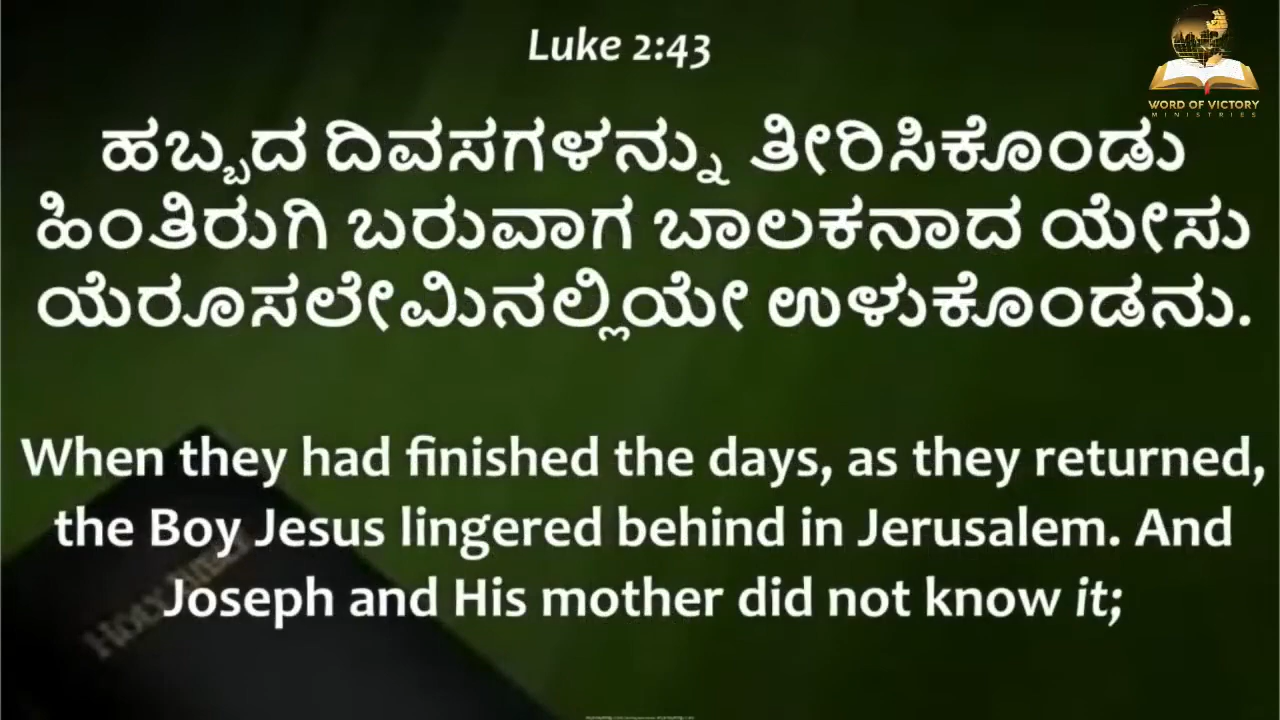 Luke 2:43
WORD OF VICTORY
MINISTRIES
ಹಬ್ಬದ ದಿವಸಗಳನ್ನು ತೀರಿಸಿಕೊಂಡು
ಹಿಂತಿರುಗಿ ಬರುವಾಗ ಬಾಲಕನಾದ ಯೇಸು
ಯೆರೂಸಲೇಮಿನಲ್ಲಿಯೇ ಉಳುಕೊಂಡನು.
When they had finished the days, as they returned,
the Boy Jesus lingered behind in Jerusalem. And
Joseph and His mother did not know it;
HOLY BIBLE